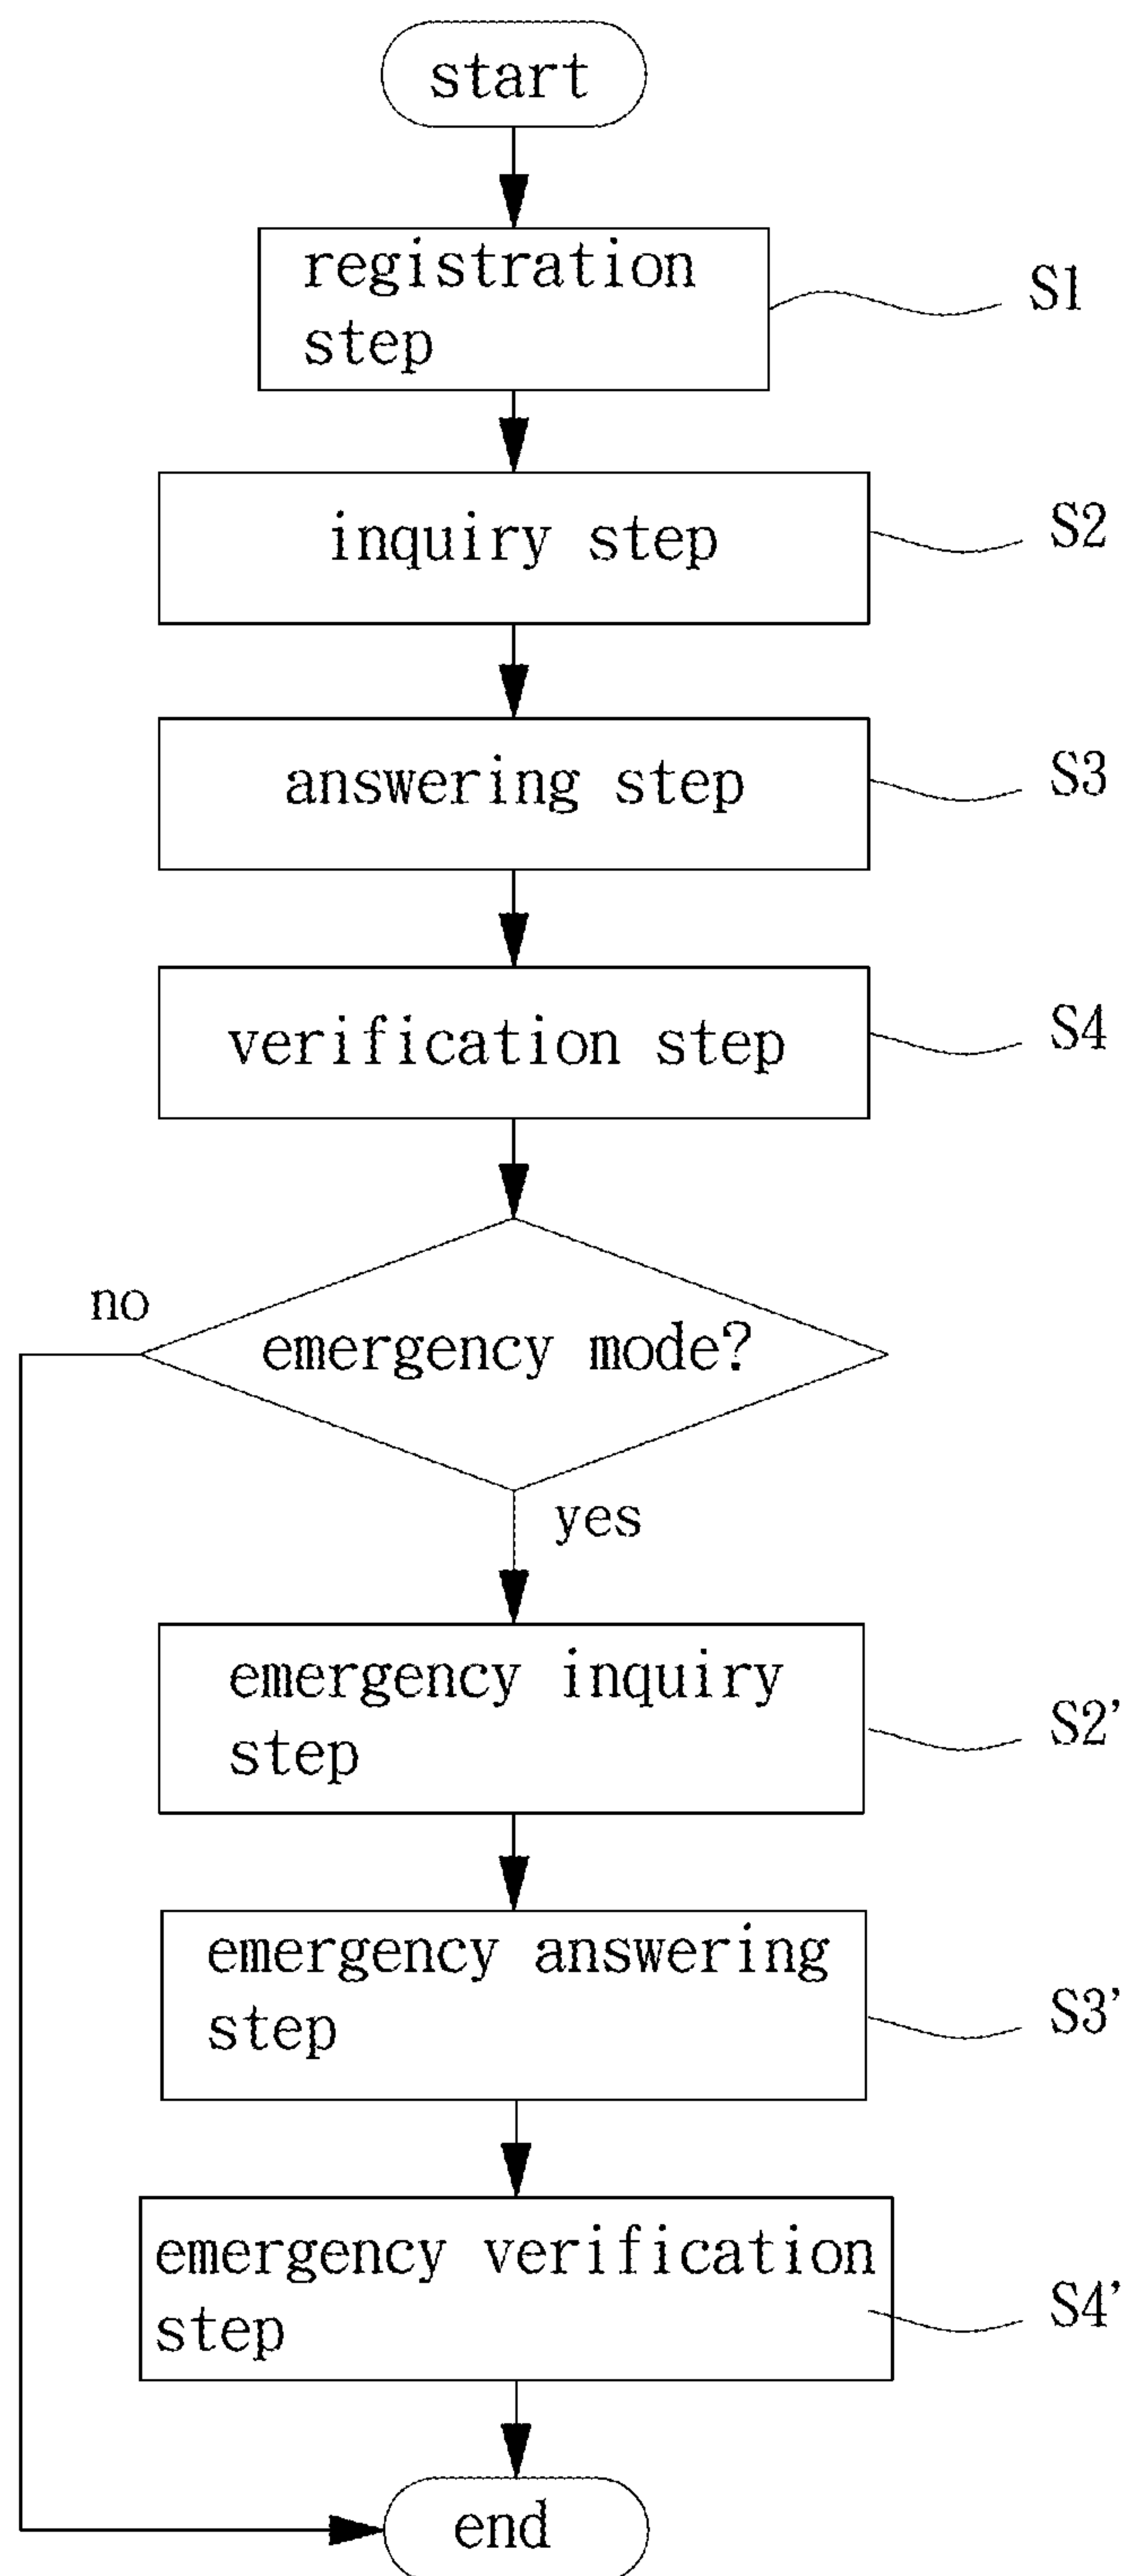 start
registration
step
S1
inquiry step
S2
answering step
S3
verification step
S4
no
emergency mode?
yes
emergency inquiry
step
S2'
emergency answering
step
S3'
emergency verification
step
S4'
end